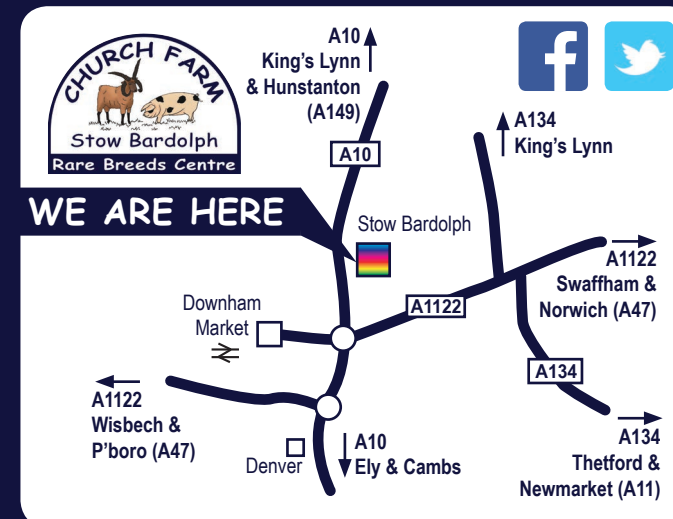 CHURCH FARM
Stow Bardolph
Rare Breeds Centre
WE ARE HERE
A10
King's Lynn
& Hunstanton
(A149)
A10
A134
King's Lynn
Stow Bardolph
A1122
Swaffham &
Norwich (A47)
A1122
Downham
Market
A134
A1122
Wisbech &
P'boro (A47)
Denver
A10
Ely & Cambs
A134
Thetford &
Newmarket (A11)